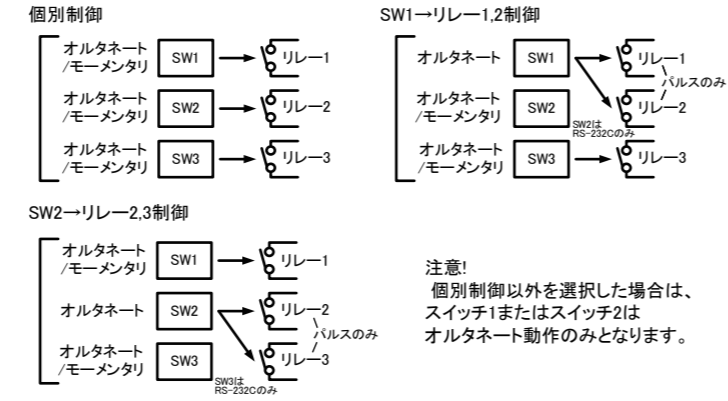 個別制御
オルタネート
/モーメンタリ
SW1
リレー1
オルタネート
/モーメンタリ
SW2
リレー2
オルタネート
/モーメンタリ
SW3
リレー3
SW1→リレー1,2制御
オルタネート
SW1
リレー1
パルスのみ
オルタネート
/モーメンタリ
SW2
SW2は
RS-232Cのみ
リレー2
オルタネート
/モーメンタリ
SW3
リレー3
SW2→リレー2,3制御
オルタネート
/モーメンタリ
SW1
リレー1
オルタネート
SW2
リレー2
パルスのみ
オルタネート
/モーメンタリ
SW3
SW3は
RS-232Cのみ
リレー3
注意!
個別制御以外を選択した場合は、
スイッチ1またはスイッチ2は
オルタネート動作のみとなります。